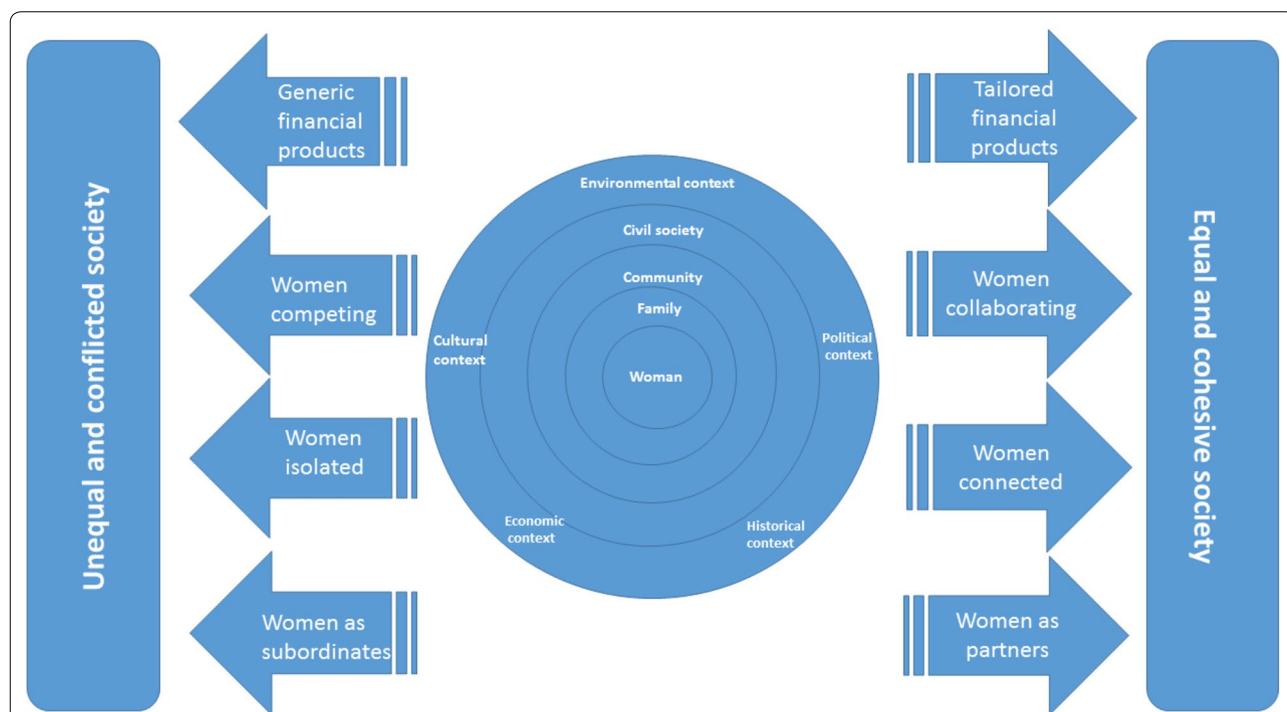 Unequal and conflicted society
Generic
financial
products
Women
competing
Women
isolated
Women as
subordinates
Environmental context
Civil society
Community
Family
Woman
Cultural
context
Political
context
Economic
context
Historical
context
Tailored
financial
products
Women
collaborating
Women
connected
Women as
partners
Equal and cohesive society